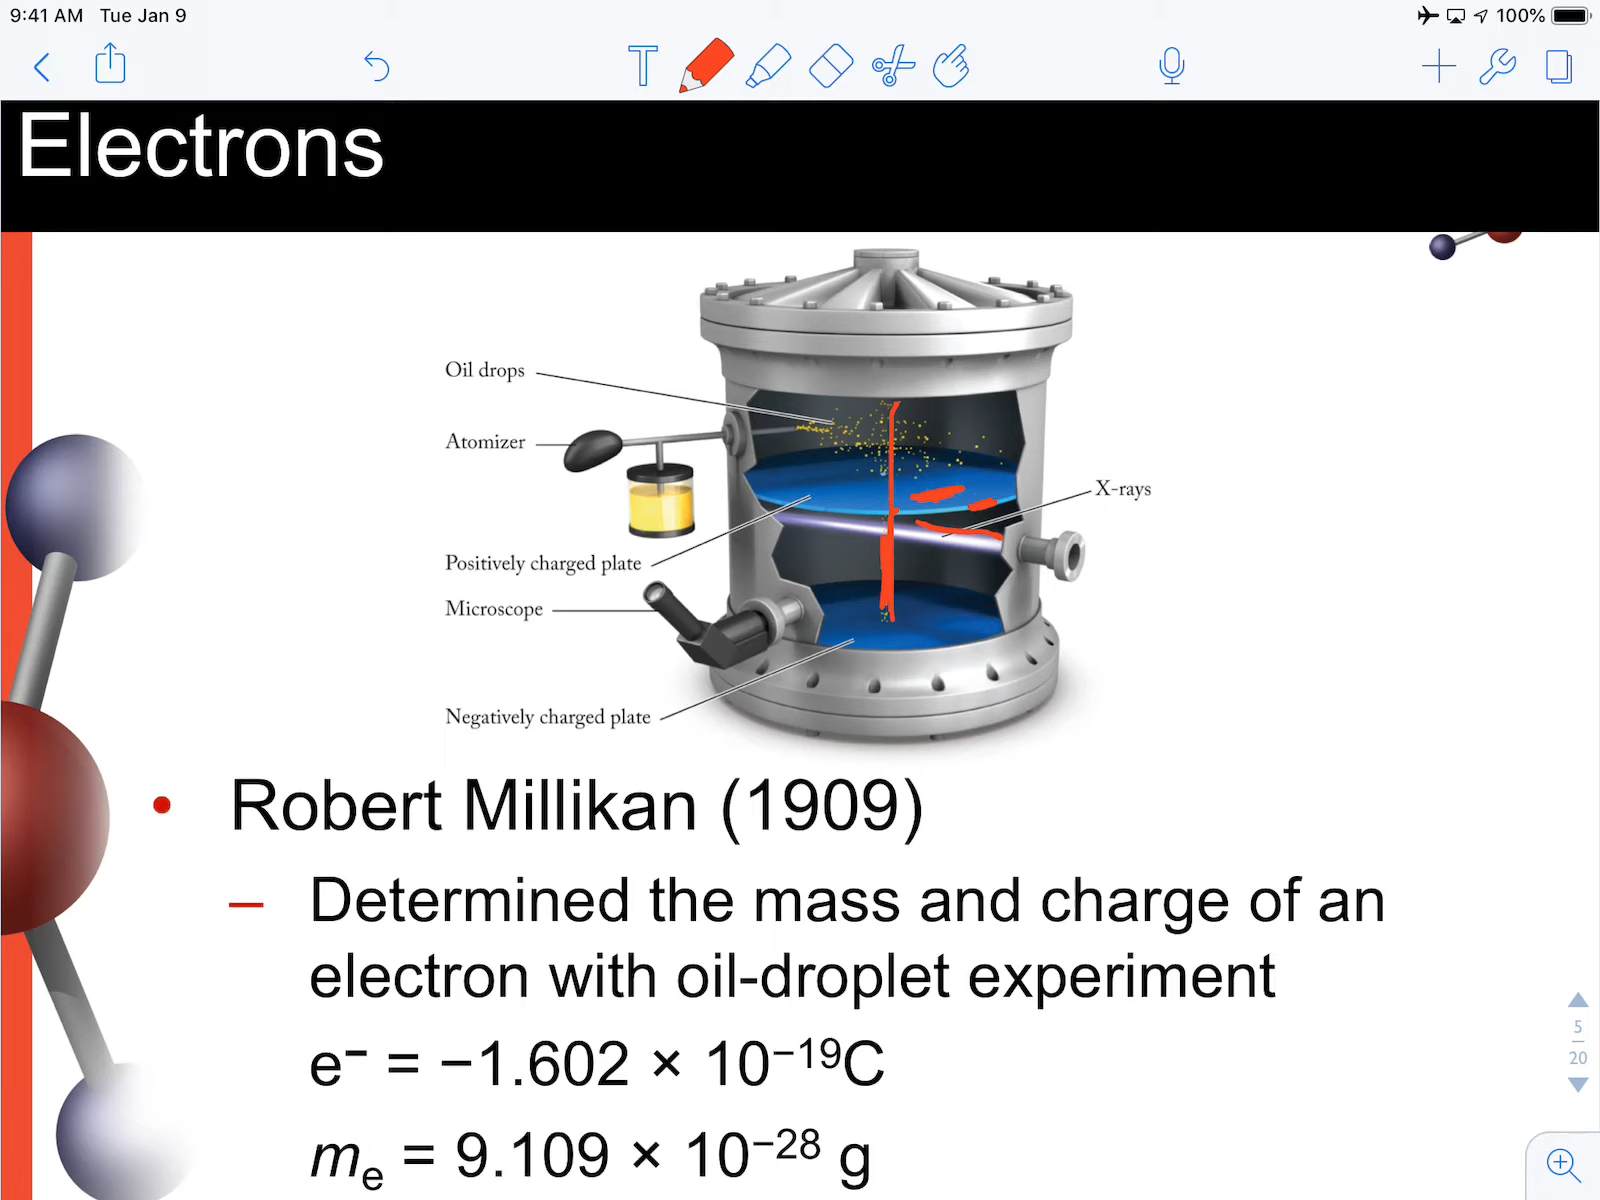 9:41 AM Tue Jan 9
100%
T
Electrons
Oil drops
Atomizer
X-rays
Positively charged plate
Microscope
Negatively charged plate
• Robert Millikan (1909)
– Determined the mass and charge of an
electron with oil-droplet experiment
e⁻ = −1.602 × 10⁻¹⁹C
mₑ = 9.109 × 10⁻²⁸ g
5
20